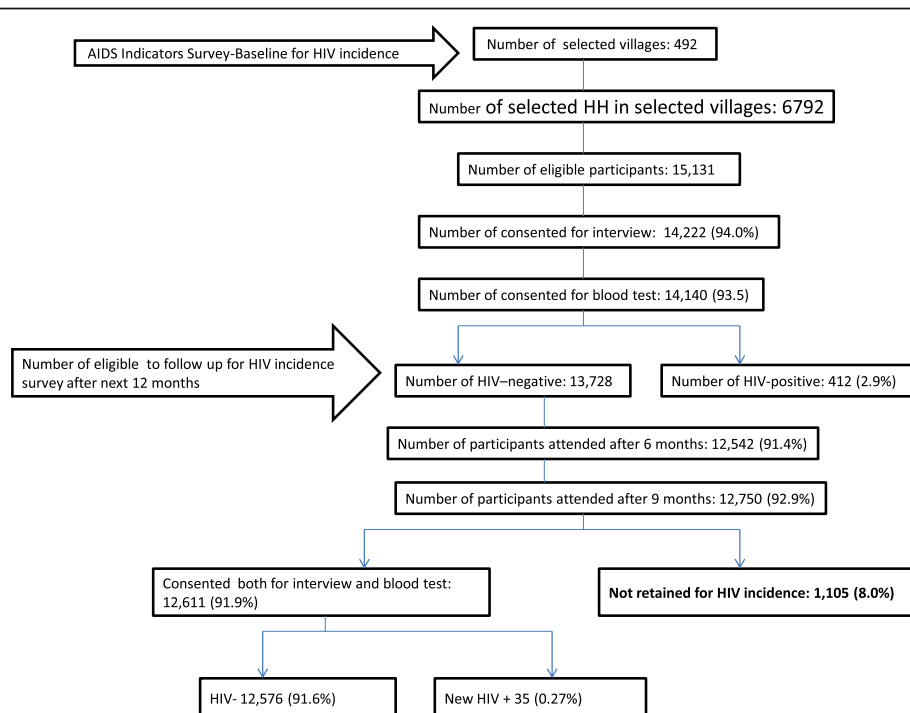 Number of selected villages: 492
AIDS Indicators Survey-Baseline for HIV incidence
Number of selected HH in selected villages: 6792
Number of eligible participants: 15,131
Number of consented for interview: 14,222 (94.0%)
Number of consented for blood test: 14,140 (93.5)
Number of eligible to follow up for HIV incidence
survey after next 12 months
Number of HIV–negative: 13,728
Number of HIV-positive: 412 (2.9%)
Number of participants attended after 6 months: 12,542 (91.4%)
Number of participants attended after 9 months: 12,750 (92.9%)
Consented both for interview and blood test:
12,611 (91.9%)
Not retained for HIV incidence: 1,105 (8.0%)
HIV- 12,576 (91.6%)
New HIV + 35 (0.27%)